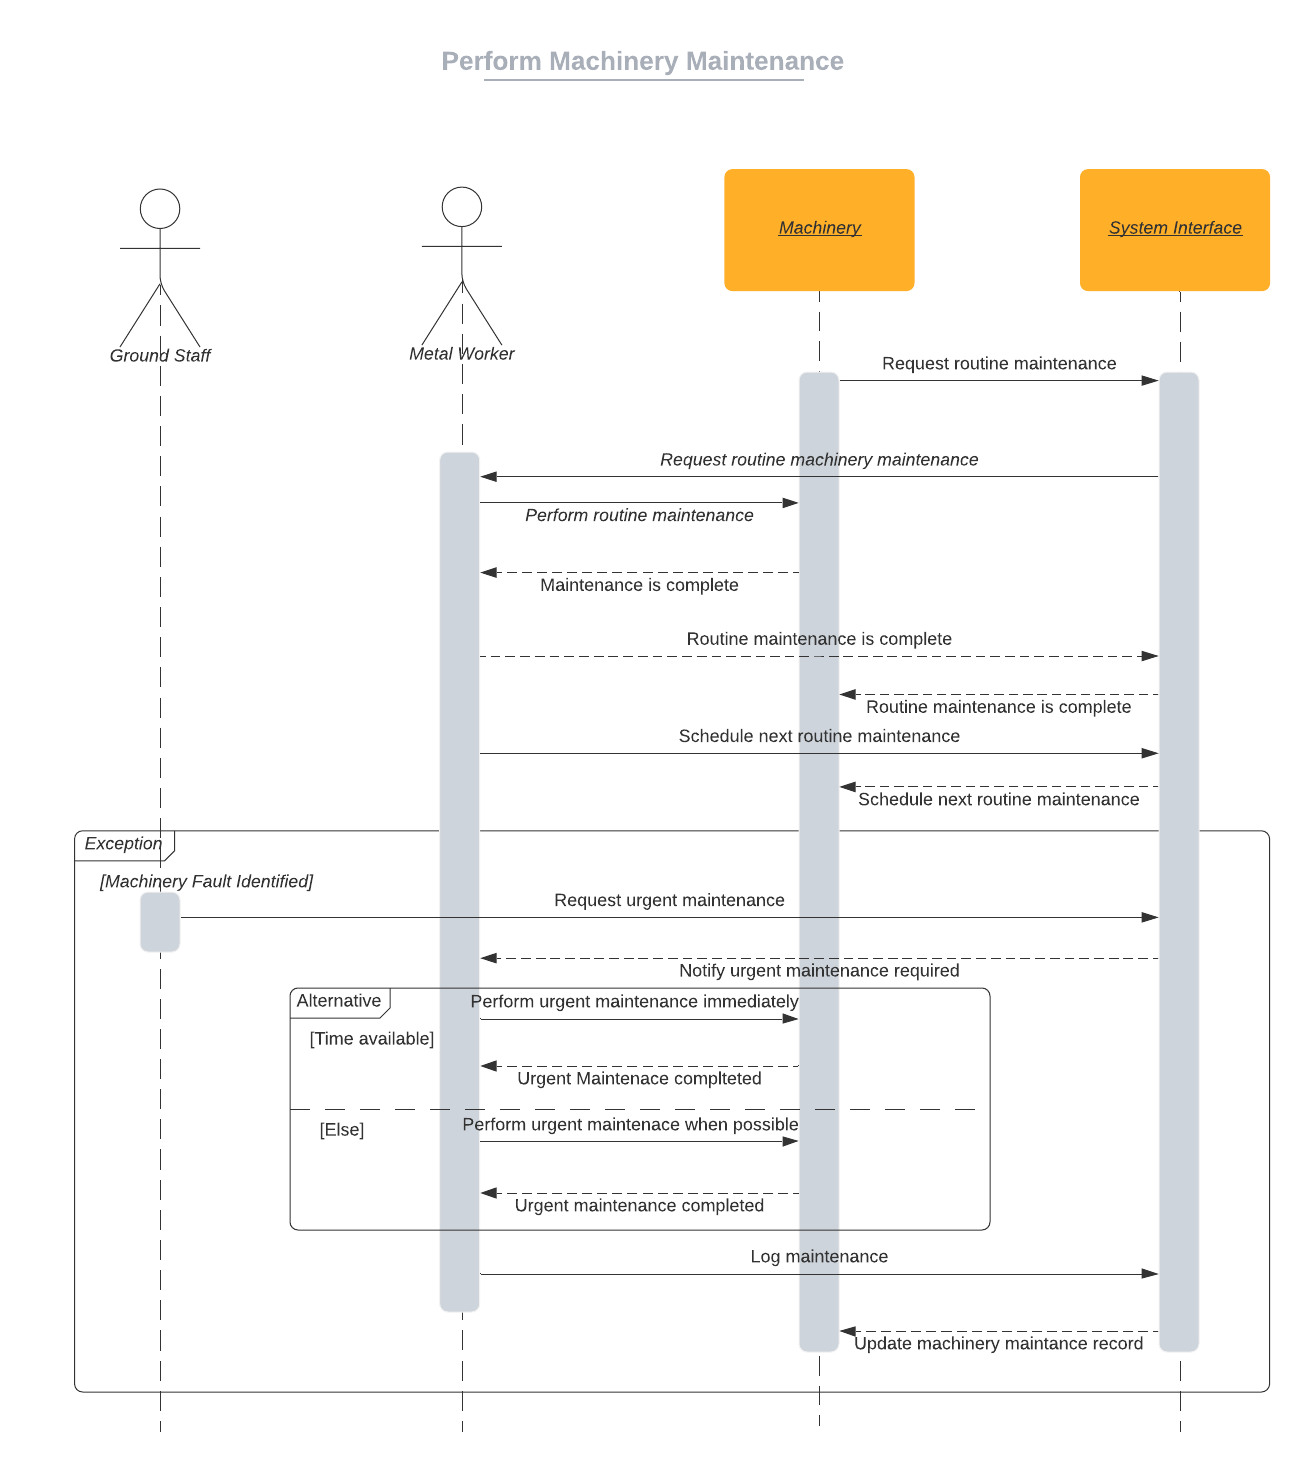 Perform Machinery Maintenance
Machinery
System Interface
Ground Staff
Metal Worker
Request routine maintenance
Request routine machinery maintenance
Perform routine maintenance
Maintenance is complete
Routine maintenance is complete
Routine maintenance is complete
Schedule next routine maintenance
Schedule next routine maintenance
Exception
[Machinery Fault Identified]
Request urgent maintenance
Notify urgent maintenance required
Alternative
Perform urgent maintenance immediately
[Time available]
Urgent Maintenace complteted
Perform urgent maintenace when possible
[Else]
Urgent maintenance completed
Log maintenance
Update machinery maintance record